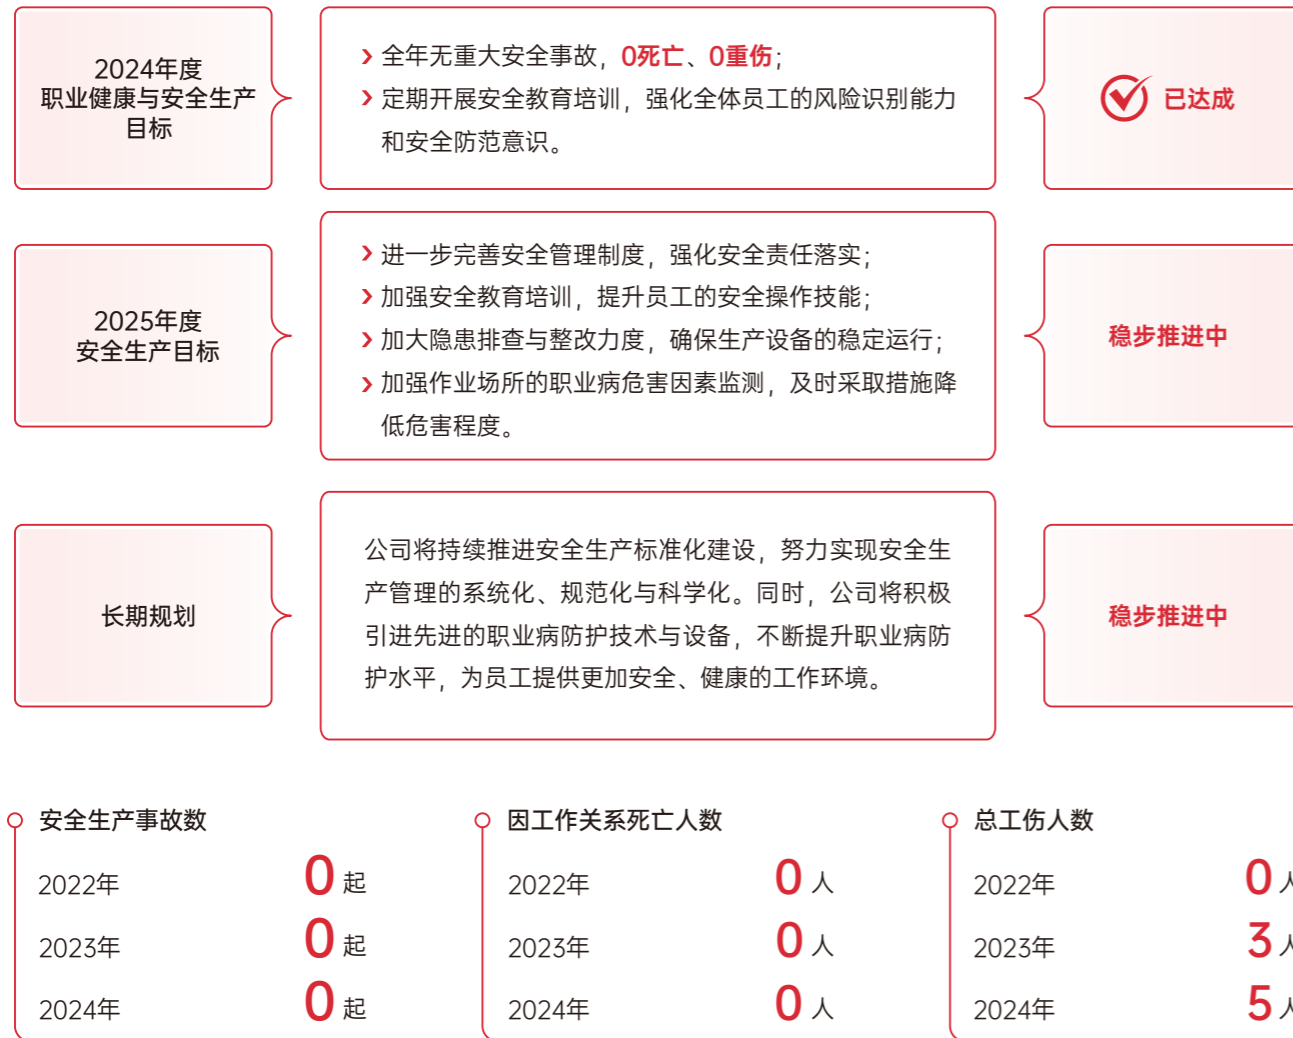 2024年度
职业健康与安全生产
目标
全年无重大安全事故，0死亡、0重伤；
定期开展安全教育培训，强化全体员工的风险识别能力
和安全防范意识。
已达成
2025年度
安全生产目标
进一步完善安全管理制度，强化安全责任落实；
加强安全教育培训，提升员工的安全操作技能；
加大隐患排查与整改力度，确保生产设备的稳定运行；
加强作业场所的职业病危害因素监测，及时采取措施降
低危害程度。
稳步推进中
长期规划
公司将持续推进安全生产标准化建设，努力实现安全生
产管理的系统化、规范化与科学化。同时，公司将积极
引进先进的职业病防护技术与设备，不断提升职业病防
护水平，为员工提供更加安全、健康的工作环境。
稳步推进中
安全生产事故数
2022年 0 起
2023年 0 起
2024年 0 起
因工作关系死亡人数
2022年 0 人
2023年 0 人
2024年 0 人
总工伤人数
2022年 0 人
2023年 3 人
2024年 5 人